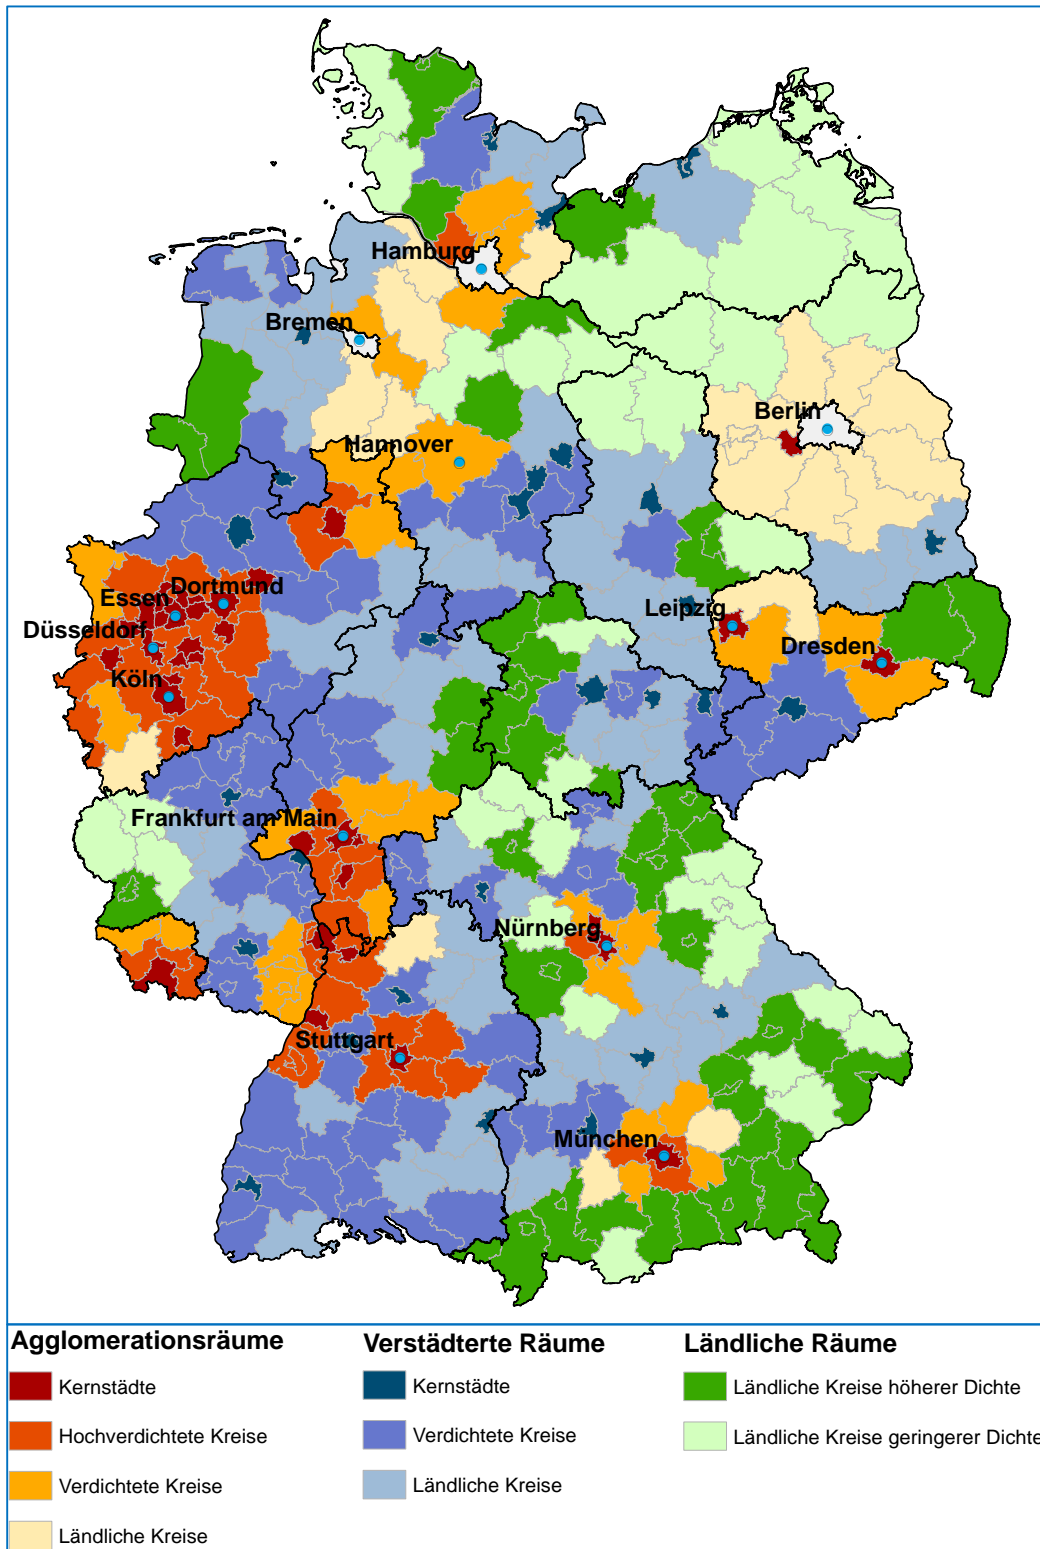 Hamburg
Bremen
Berlin
Hannover
Dortmund
Essen
Leipzig
Düsseldorf
Dresden
Köln
Frankfurt am Main
Nürnberg
Stuttgart
München
Agglomerationsräume
Kernstädte
Hochverdichtete Kreise
Verdichtete Kreise
Ländliche Kreise
Verstädterte Räume
Kernstädte
Verdichtete Kreise
Ländliche Kreise
Ländliche Räume
Ländliche Kreise höherer Dichte
Ländliche Kreise geringerer Dichte